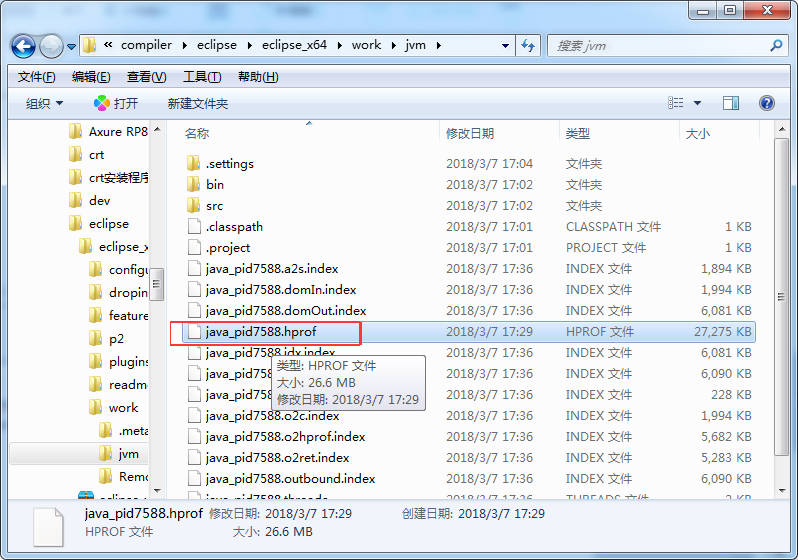 « compiler ▸ eclipse ▸ eclipse_x64 ▸ work ▸ jvm ▸
搜索 jvm
文件(F) 编辑(E) 查看(V) 工具(T) 帮助(H)
组织 打开 新建文件夹
名称 修改日期 类型 大小
Axure RP8
crt
crt安装程序
dev
eclipse
eclipse_x
configu
dropin
feature
p2
plugins
readme
work
.meta
jvm
Remo
.settings 2018/3/7 17:04 文件夹
bin 2018/3/7 17:02 文件夹
src 2018/3/7 17:02 文件夹
.classpath 2018/3/7 17:01 CLASSPATH 文件 1 KB
.project 2018/3/7 17:01 PROJECT 文件 1 KB
java_pid7588.a2s.index 2018/3/7 17:36 INDEX 文件 1,894 KB
java_pid7588.domIn.index 2018/3/7 17:36 INDEX 文件 1,994 KB
java_pid7588.domOut.index 2018/3/7 17:36 INDEX 文件 6,081 KB
java_pid7588.hprof 2018/3/7 17:29 HPROF 文件 27,275 KB
java_pid7588.idx.index 2018/3/7 17:36 INDEX 文件 6,081 KB
java_pid7588 2018/3/7 17:36 INDEX 文件 6,090 KB
java_pid7588 2018/3/7 17:36 INDEX 文件 228 KB
java_pid7588.o2c.index 2018/3/7 17:36 INDEX 文件 1,994 KB
java_pid7588.o2hprof.index 2018/3/7 17:36 INDEX 文件 5,682 KB
java_pid7588.o2ret.index 2018/3/7 17:36 INDEX 文件 5,283 KB
java_pid7588.outbound.index 2018/3/7 17:36 INDEX 文件 6,090 KB
java_pid7588.threads 2018/3/7 17:36 THREADS 文件 2 KB
类型: HPROF 文件
大小: 26.6 MB
修改日期: 2018/3/7 17:29
java_pid7588.hprof 修改日期: 2018/3/7 17:29 创建日期: 2018/3/7 17:29
HPROF 文件 大小: 26.6 MB